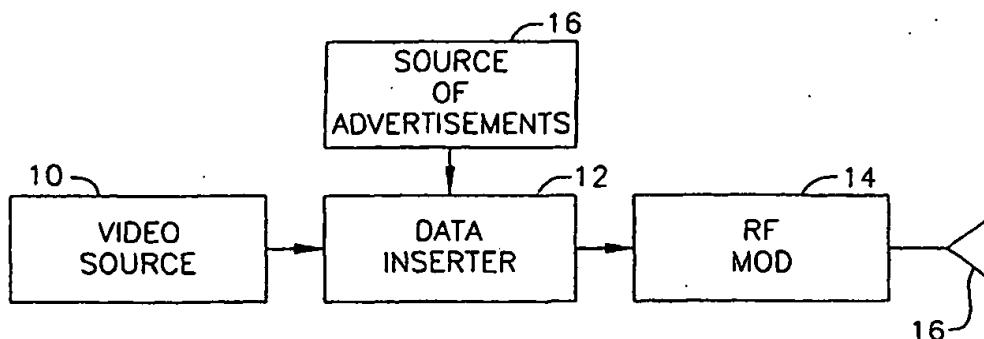 16
SOURCE
OF
ADVERTISEMENTS
10
VIDEO
SOURCE
12
DATA
INSERTER
14
RF
MOD
16